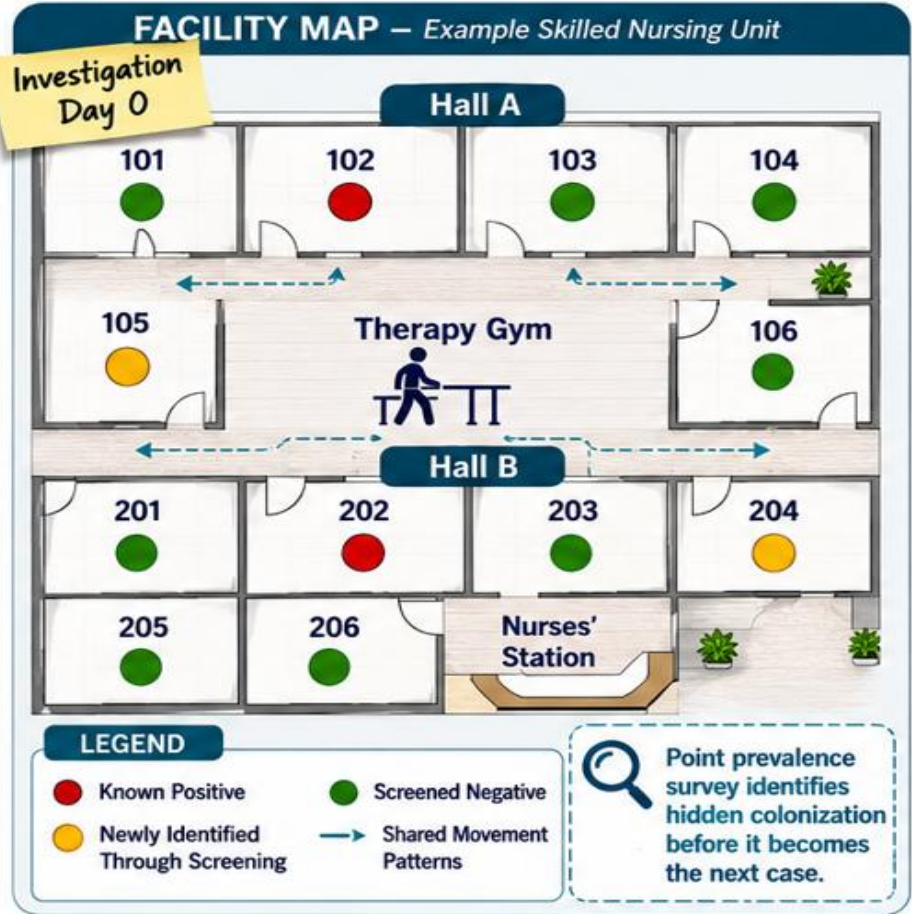 FACILITY MAP – Example Skilled Nursing Unit
Investigation
Day 0
Hall A
101
102
103
104
105
Therapy Gym
106
Hall B
201
202
203
204
205
206
Nurses'
Station
LEGEND
Known Positive
Screened Negative
Newly Identified
Through Screening
Shared Movement
Patterns
Point prevalence
survey identifies
hidden colonization
before it becomes
the next case.